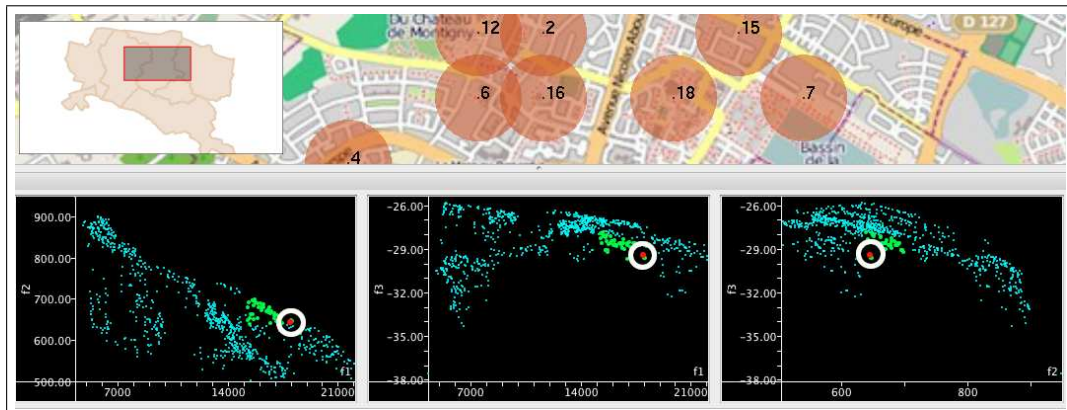 Du Chateau
de Montigny
.12
.2
.15
l'Europe
D 127
.6
.16
Avenue Nicolas About
.18
.7
.4
Bassin
de la
900.00
800.00
700.00
600.00
500.00
f2
7000
14000
21000
f1
-26.00
-29.00
-32.00
-35.00
-38.00
f3
7000
14000
21000
f1
-26.00
-29.00
-32.00
-35.00
-38.00
f3
600
800
f2